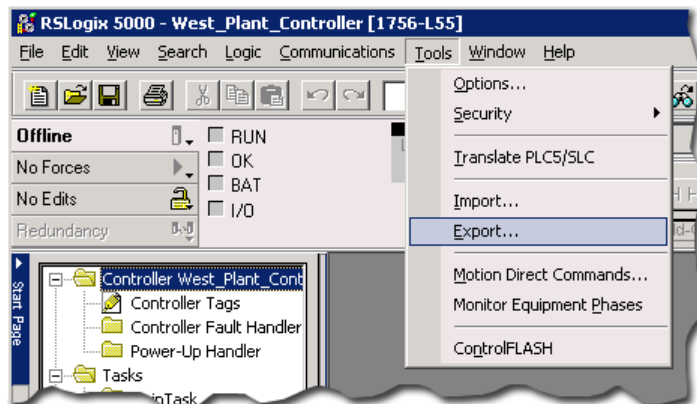 RSLogix 5000 - West_Plant_Controller [1756-L55]
File Edit View Search Logic Communications Tools Window Help
Options...
Security
Translate PLC5/SLC
Import...
Export...
Motion Direct Commands...
Monitor Equipment Phases
ControlFLASH
Offline
RUN
No Forces
OK
BAT
No Edits
I/O
Redundancy
Start Page
Controller West_Plant_Cont
Controller Tags
Controller Fault Handler
Power-Up Handler
Tasks